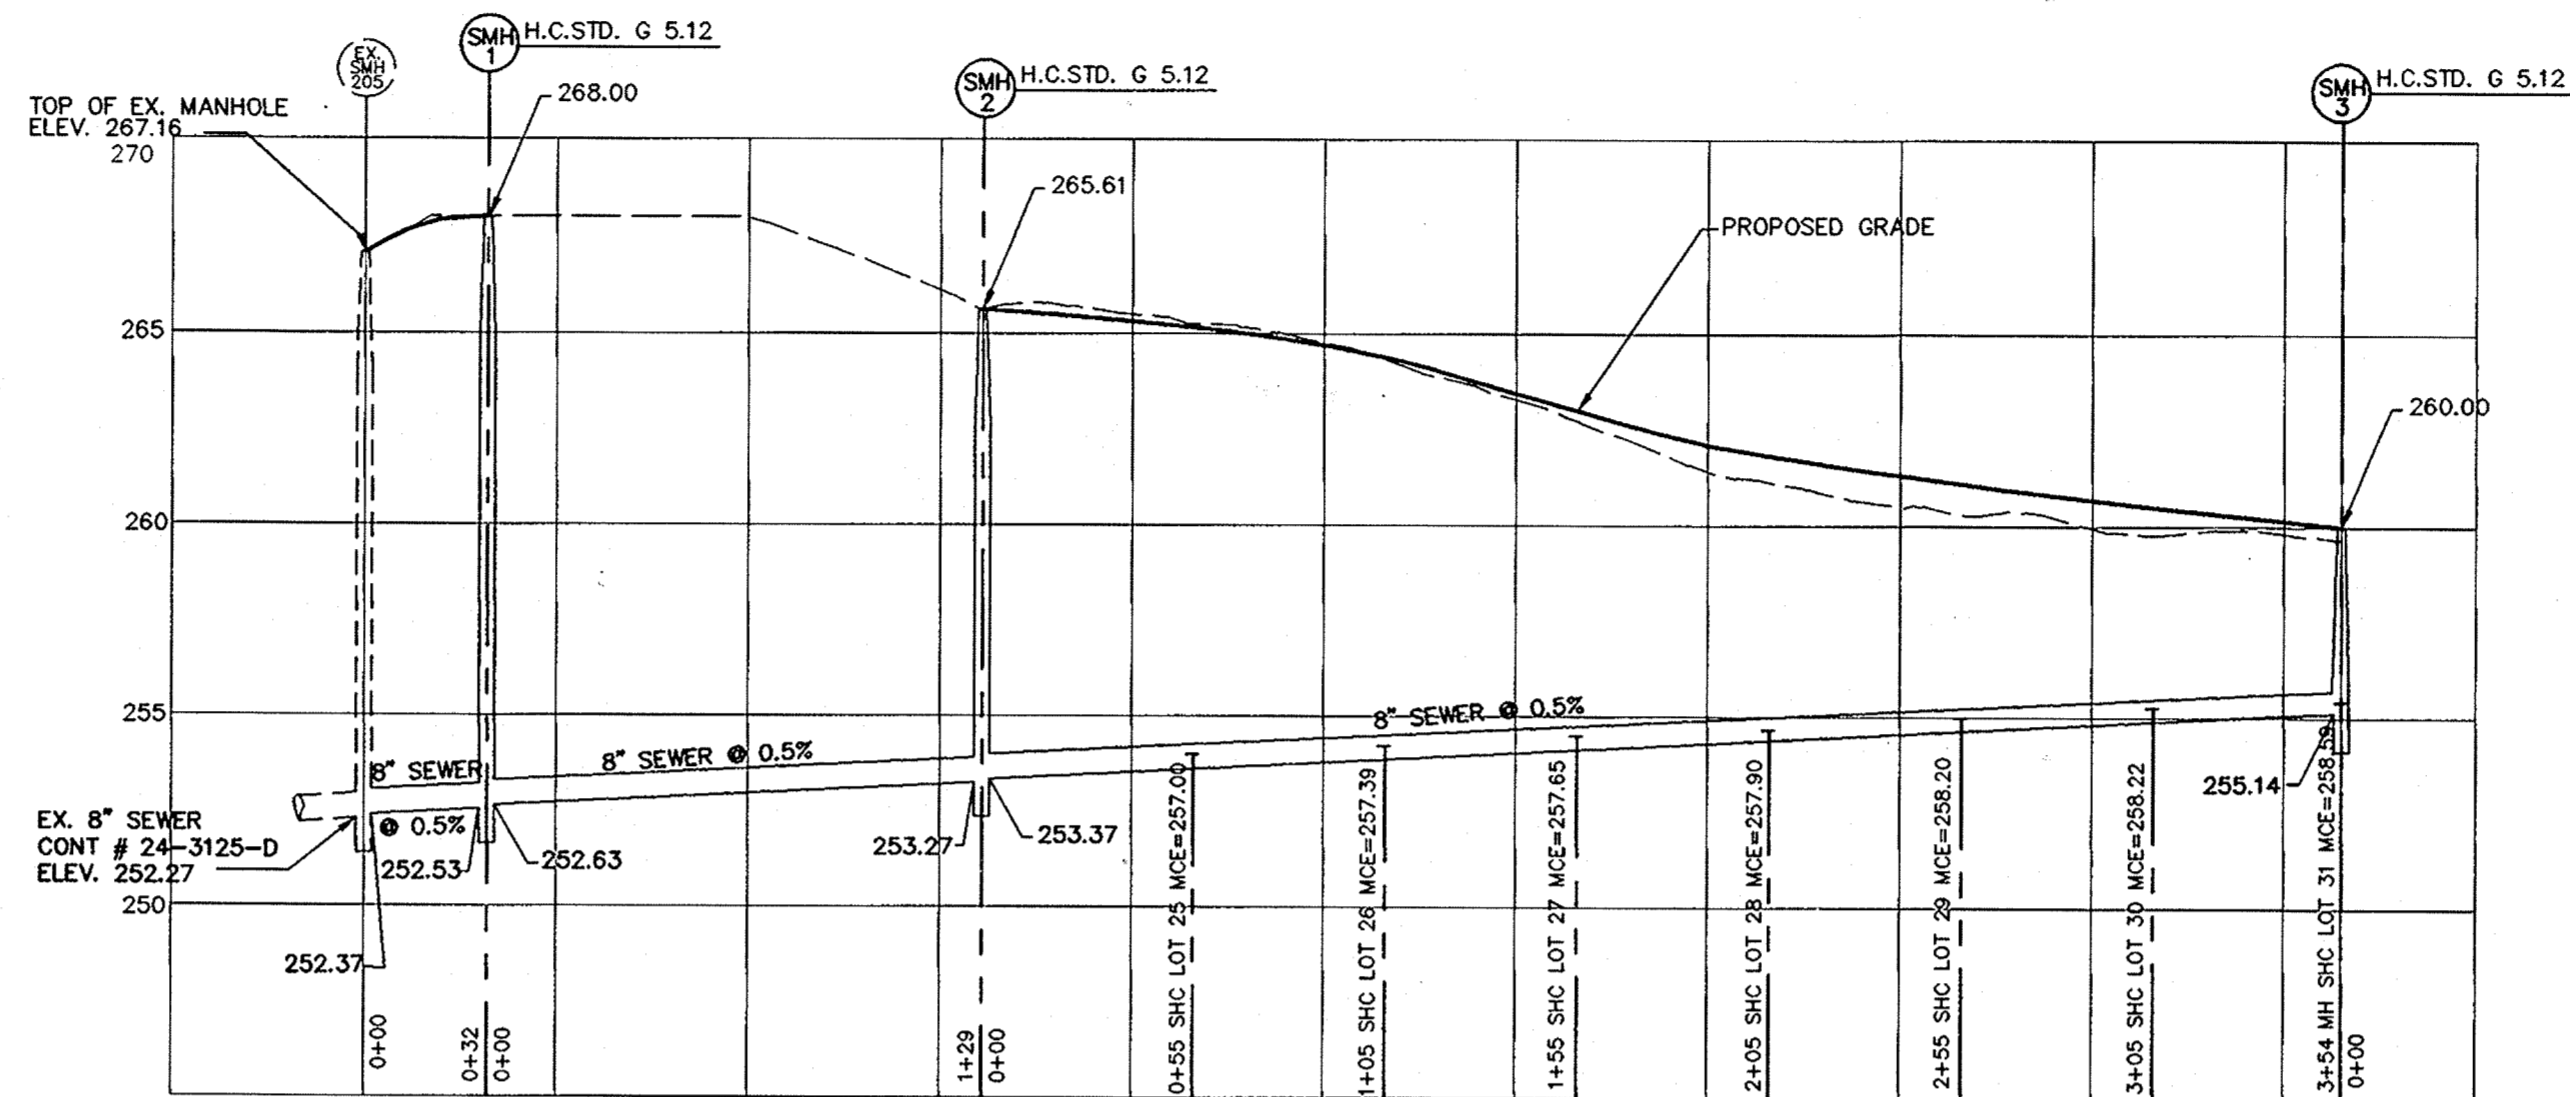 EX.
SMH
205
SMH
1
H.C.STD. G 5.12
SMH
2
H.C.STD. G 5.12
SMH
3
H.C.STD. G 5.12
TOP OF EX. MANHOLE
ELEV. 267.16
268.00
265.61
PROPOSED GRADE
260.00
270
265
260
255
250
8" SEWER
@ 0.5%
8" SEWER @ 0.5%
8" SEWER @ 0.5%
EX. 8" SEWER
CONT # 24-3125-D
ELEV. 252.27
252.37
252.53
252.63
253.27
253.37
255.14
0+00
0+32
0+00
1+29
0+00
0+55 SHC LOT 25 MCE=257.00
1+05 SHC LOT 26 MCE=257.39
1+55 SHC LOT 27 MCE=257.65
2+05 SHC LOT 28 MCE=257.90
2+55 SHC LOT 29 MCE=258.20
3+05 SHC LOT 30 MCE=258.22
3+54 MH SHC LOT 31 MCE=258.59
0+00